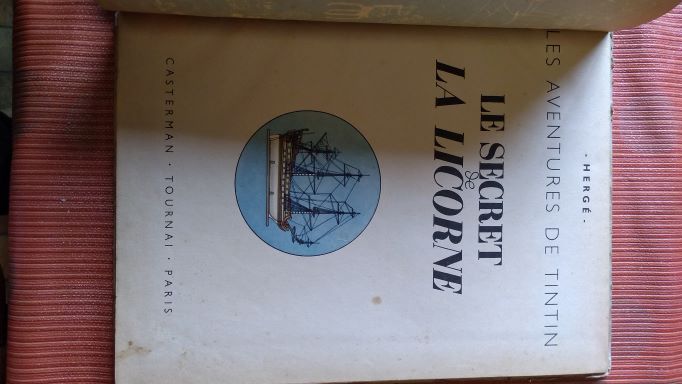 - HERGÉ -
LES AVENTURES DE TINTIN
LE SECRET
de
LA LICORNE
CASTERMAN · TOURNAI · PARIS